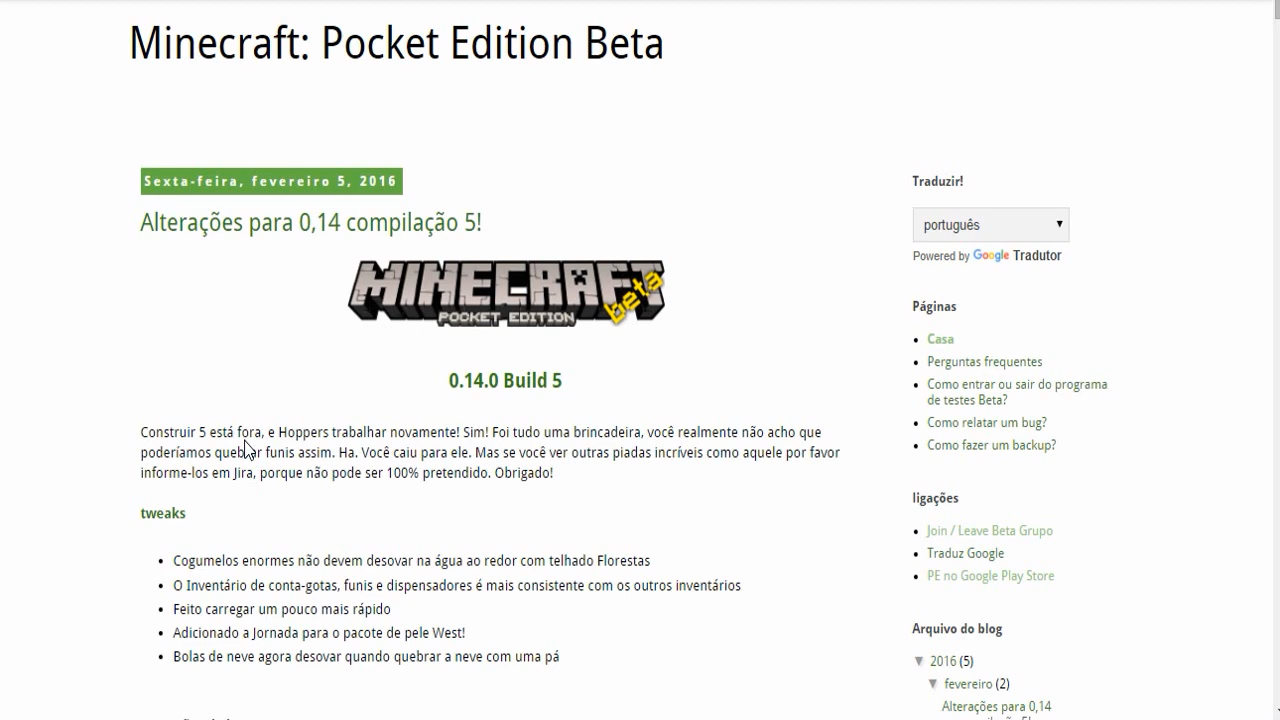 Minecraft: Pocket Edition Beta
Sexta-feira, fevereiro 5, 2016
Alterações para 0,14 compilação 5!
MINECRAFT
beta
POCKET EDITION
0.14.0 Build 5
Construir 5 está fora, e Hoppers trabalhar novamente! Sim! Foi tudo uma brincadeira, você realmente não acho que
poderíamos quebrar funis assim. Ha. Você caiu para ele. Mas se você ver outras piadas incríveis como aquele por favor
informe-los em Jira, porque não pode ser 100% pretendido. Obrigado!
tweaks
• Cogumelos enormes não devem desovar na água ao redor com telhado Florestas
• O Inventário de conta-gotas, funis e dispensadores é mais consistente com os outros inventários
• Feito carregar um pouco mais rápido
• Adicionado a Jornada para o pacote de pele West!
• Bolas de neve agora desovar quando quebrar a neve com uma pá
Traduzir!
português
Powered by Google Tradutor
Páginas
• Casa
• Perguntas frequentes
• Como entrar ou sair do programa
de testes Beta?
• Como relatar um bug?
• Como fazer um backup?
ligações
• Join / Leave Beta Grupo
• Traduz Google
• PE no Google Play Store
Arquivo do blog
▼ 2016 (5)
▼ fevereiro (2)
Alterações para 0,14